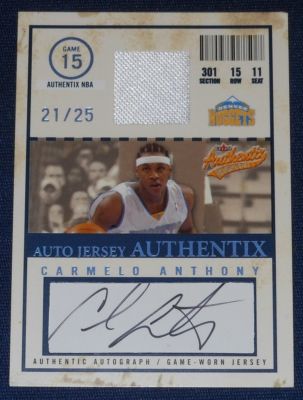 GAME
15
AUTHENTIX NBA
21/25
301 15 11
SECTION ROW SEAT
DENVER
NUGGETS
Fleer
Authentix
AUTO JERSEY AUTHENTIX
CARMELO ANTHONY
AUTHENTIC AUTOGRAPH / GAME-WORN JERSEY